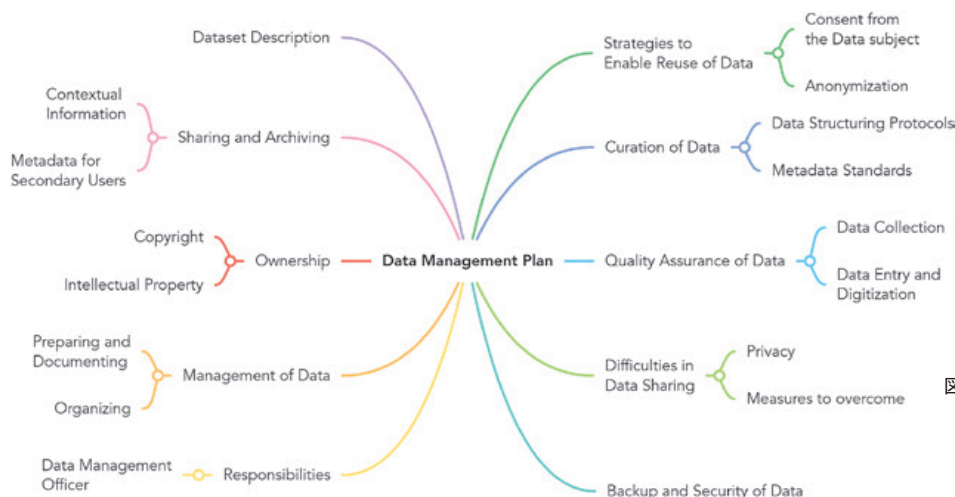 Dataset Description
Contextual
Information
Sharing and Archiving
Metadata for
Secondary Users
Copyright
Ownership
Intellectual Property
Preparing and
Documenting
Management of Data
Organizing
Data Management
Officer
Responsibilities
Data Management Plan
Strategies to
Enable Reuse of Data
Consent from
the Data subject
Anonymization
Curation of Data
Data Structuring Protocols
Metadata Standards
Quality Assurance of Data
Data Collection
Data Entry and
Digitization
Difficulties in
Data Sharing
Privacy
Measures to overcome
Backup and Security of Data